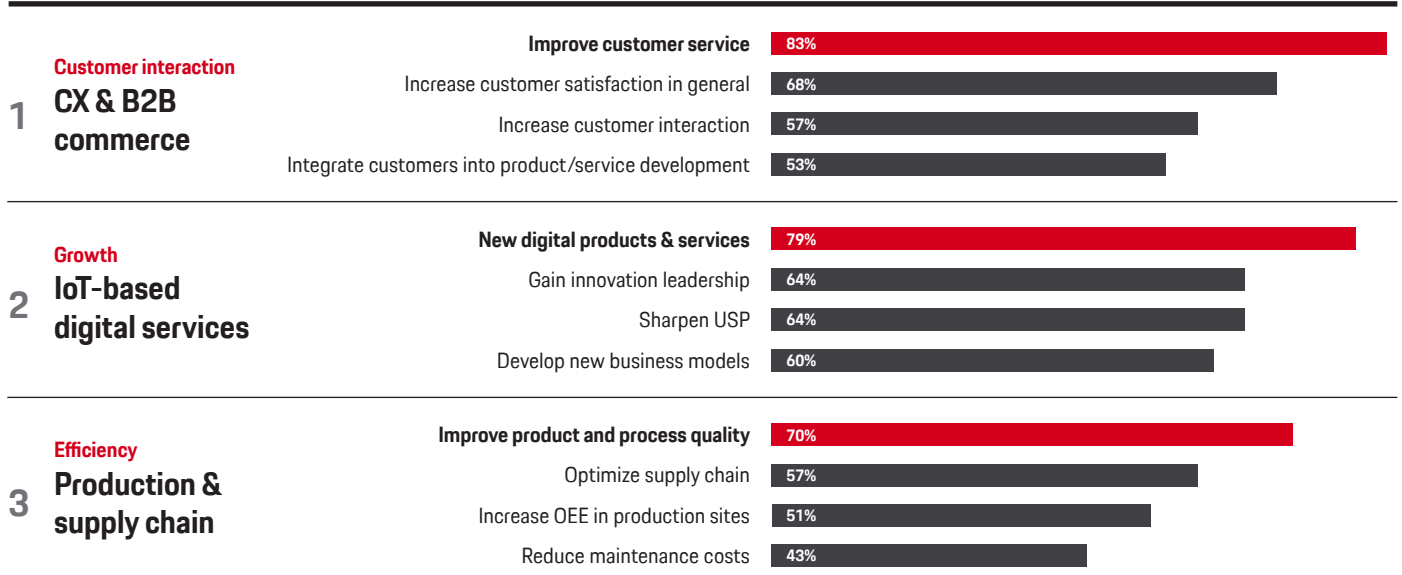 1
Customer interaction
CX & B2B
commerce
Improve customer service 83%
Increase customer satisfaction in general 68%
Increase customer interaction 57%
Integrate customers into product/service development 53%
2
Growth
IoT-based
digital services
New digital products & services 79%
Gain innovation leadership 64%
Sharpen USP 64%
Develop new business models 60%
3
Efficiency
Production &
supply chain
Improve product and process quality 70%
Optimize supply chain 57%
Increase OEE in production sites 51%
Reduce maintenance costs 43%